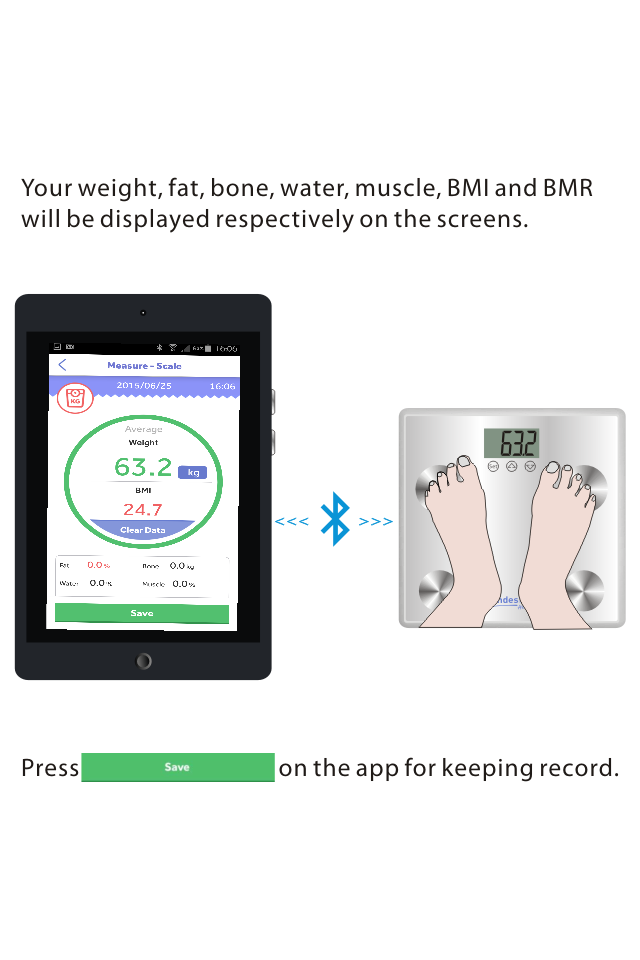 Your weight, fat, bone, water, muscle, BMI and BMR
will be displayed respectively on the screens.
16:06
Measure - Scale
2015/06/25 16:06
KG
Average
Weight
63.2 kg
BMI
24.7
Clear Data
Fat 0.0 % Bone 0.0 kg
Water 0.0 % Muscle 0.0 %
Save
<<< >>>
63.2
Press Save on the app for keeping record.